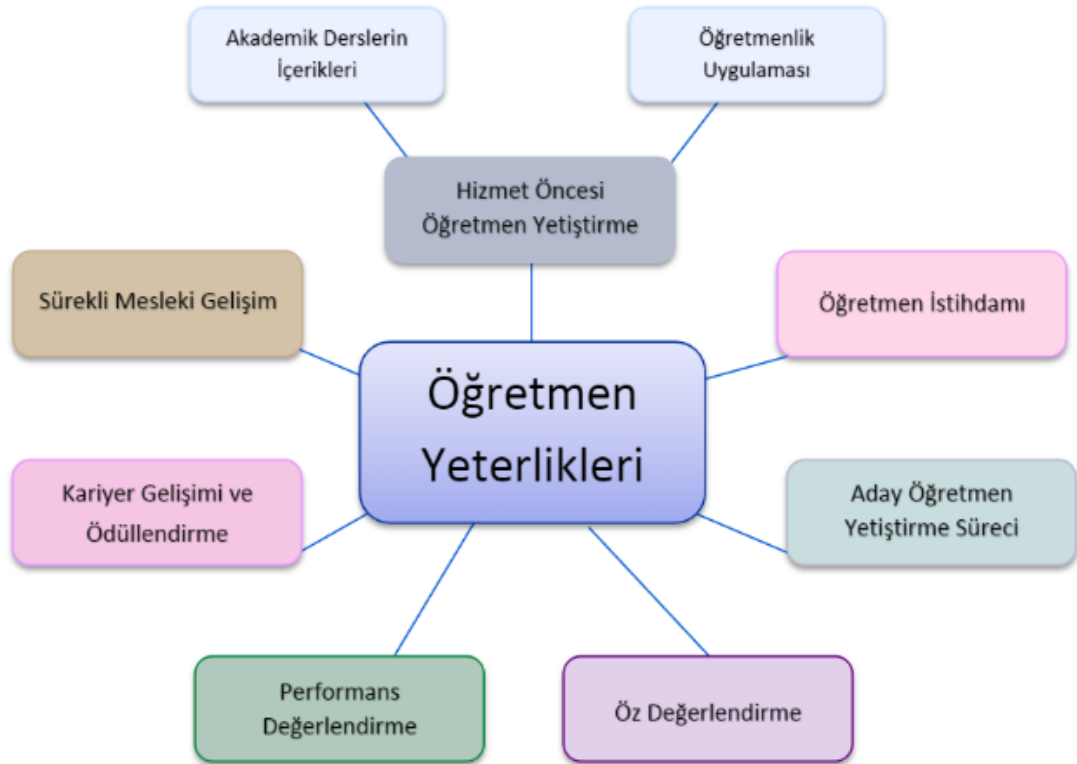 Akademik Derslerin
İçerikleri
Öğretmenlik
Uygulaması
Hizmet Öncesi
Öğretmen Yetiştirme
Sürekli Mesleki Gelişim
Öğretmen İstihdamı
Öğretmen
Yeterlikleri
Kariyer Gelişimi ve
Ödüllendirme
Aday Öğretmen
Yetiştirme Süreci
Performans
Değerlendirme
Öz Değerlendirme